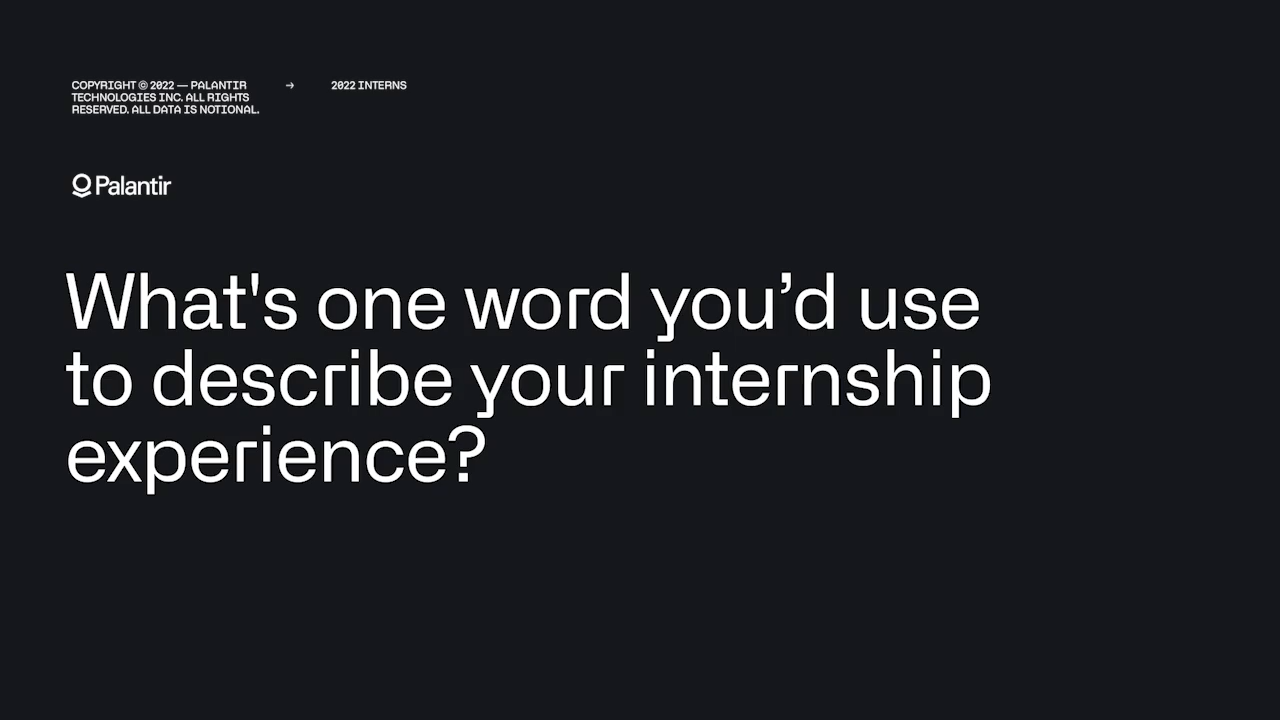 COPYRIGHT © 2022 — PALANTIR → 2022 INTERNS
TECHNOLOGIES INC. ALL RIGHTS
RESERVED. ALL DATA IS NOTIONAL.
Palantir
What's one word you’d use
to describe your internship
experience?